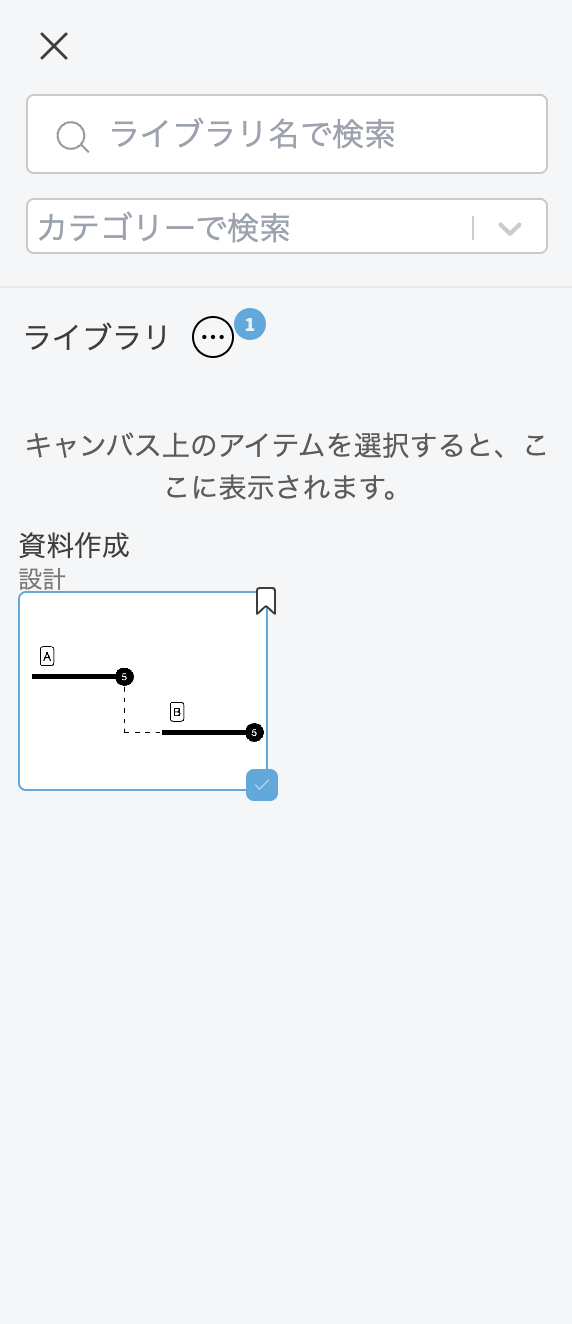 ライブラリ名で検索
カテゴリーで検索
ライブラリ
1
キャンバス上のアイテムを選択すると、こ
こに表示されます。
資料作成
設計
A
5
B
5